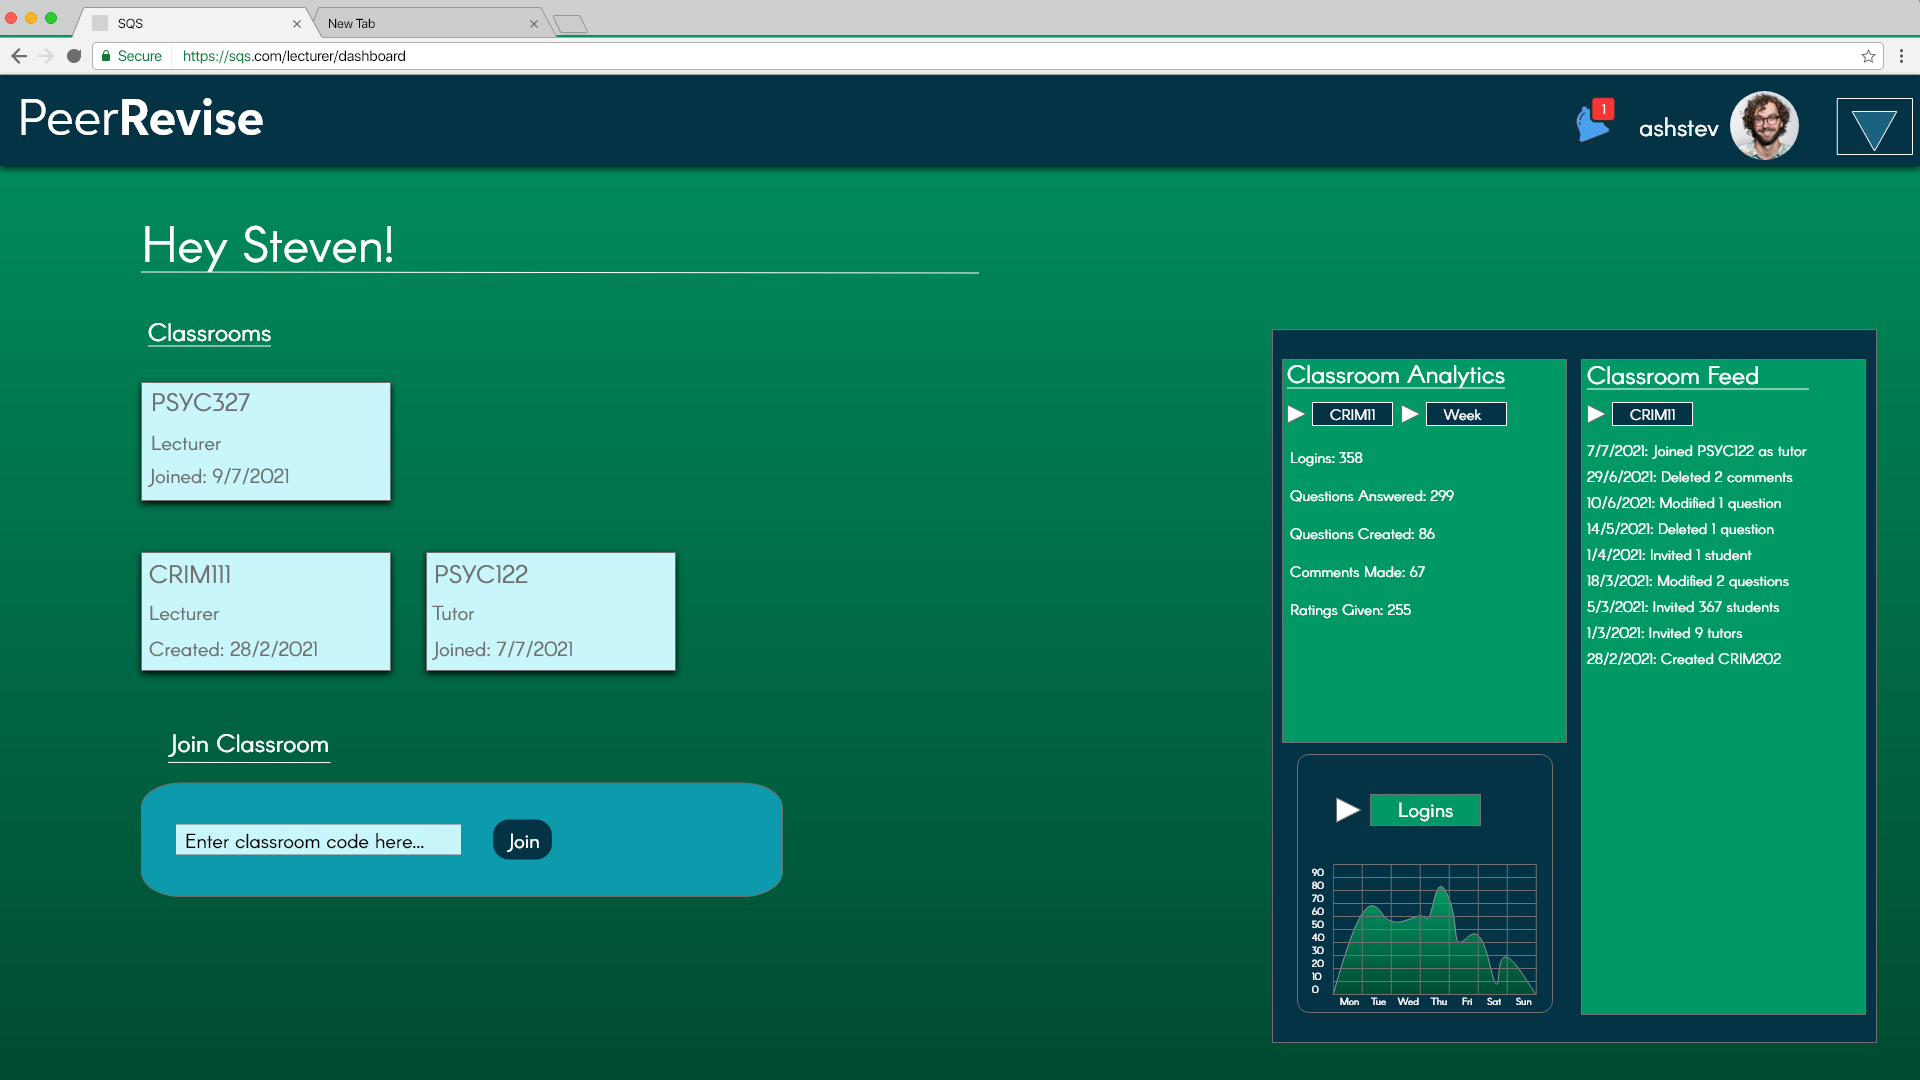 SQS
New Tab
Secure https://sqs.com/lecturer/dashboard
PeerRevise
1
ashstev
Hey Steven!
Classrooms
PSYC327
Lecturer
Joined: 9/7/2021
CRIM111
Lecturer
Created: 28/2/2021
PSYC122
Tutor
Joined: 7/7/2021
Join Classroom
Enter classroom code here...
Join
Classroom Analytics
CRIM11
Week
Logins: 358
Questions Answered: 299
Questions Created: 86
Comments Made: 67
Ratings Given: 255
Logins
90
80
70
60
50
40
30
20
10
0
Mon Tue Wed Thu Fri Sat Sun
Classroom Feed
CRIM11
7/7/2021: Joined PSYC122 as tutor
29/6/2021: Deleted 2 comments
10/6/2021: Modified 1 question
14/5/2021: Deleted 1 question
1/4/2021: Invited 1 student
18/3/2021: Modified 2 questions
5/3/2021: Invited 367 students
1/3/2021: Invited 9 tutors
28/2/2021: Created CRIM202